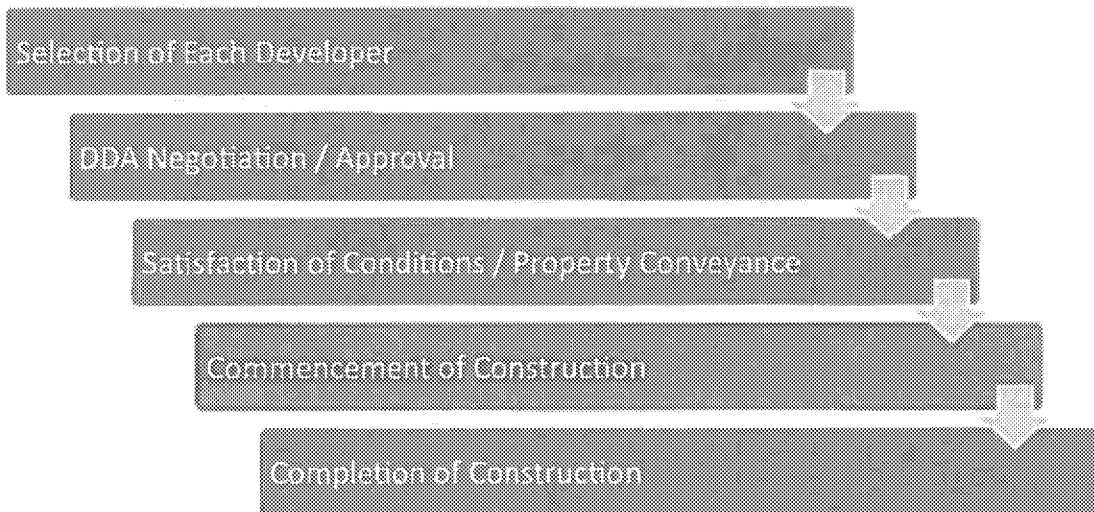 Selection of Each Developer
DDA Negotiation / Approval
Satisfaction of Conditions / Property Conveyance
Commencement of Construction
Completion of Construction